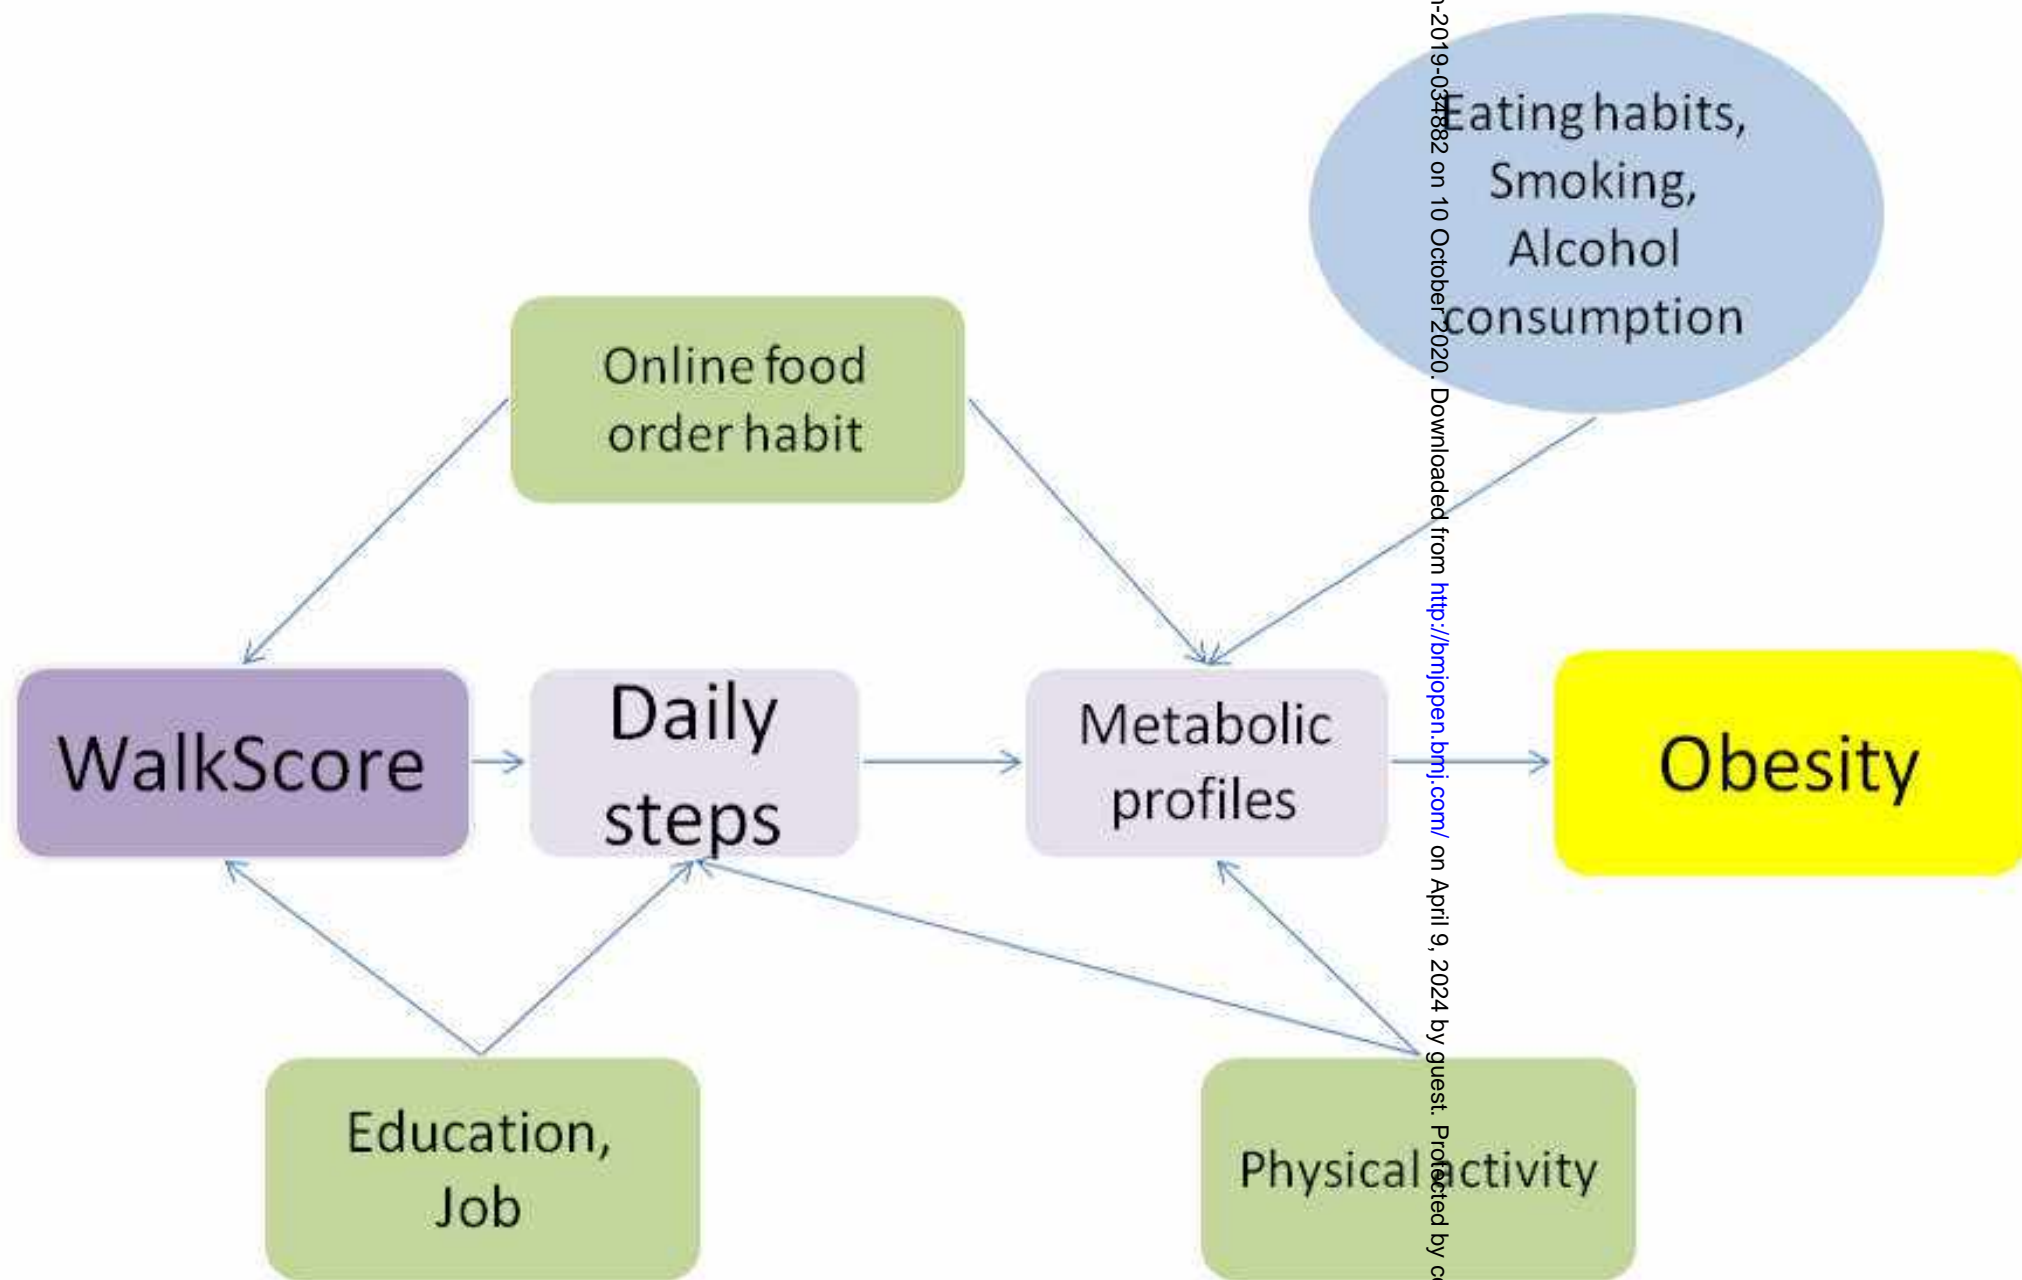 Eating habits,
Smoking,
Alcohol
consumption
Online food
order habit
WalkScore
Daily
steps
Metabolic
profiles
Obesity
Education,
Job
Physical activity
-2019-034882 on 10 October 2020. Downloaded from http://bmjopen.bmj.com/ on April 9, 2024 by guest. Protected by